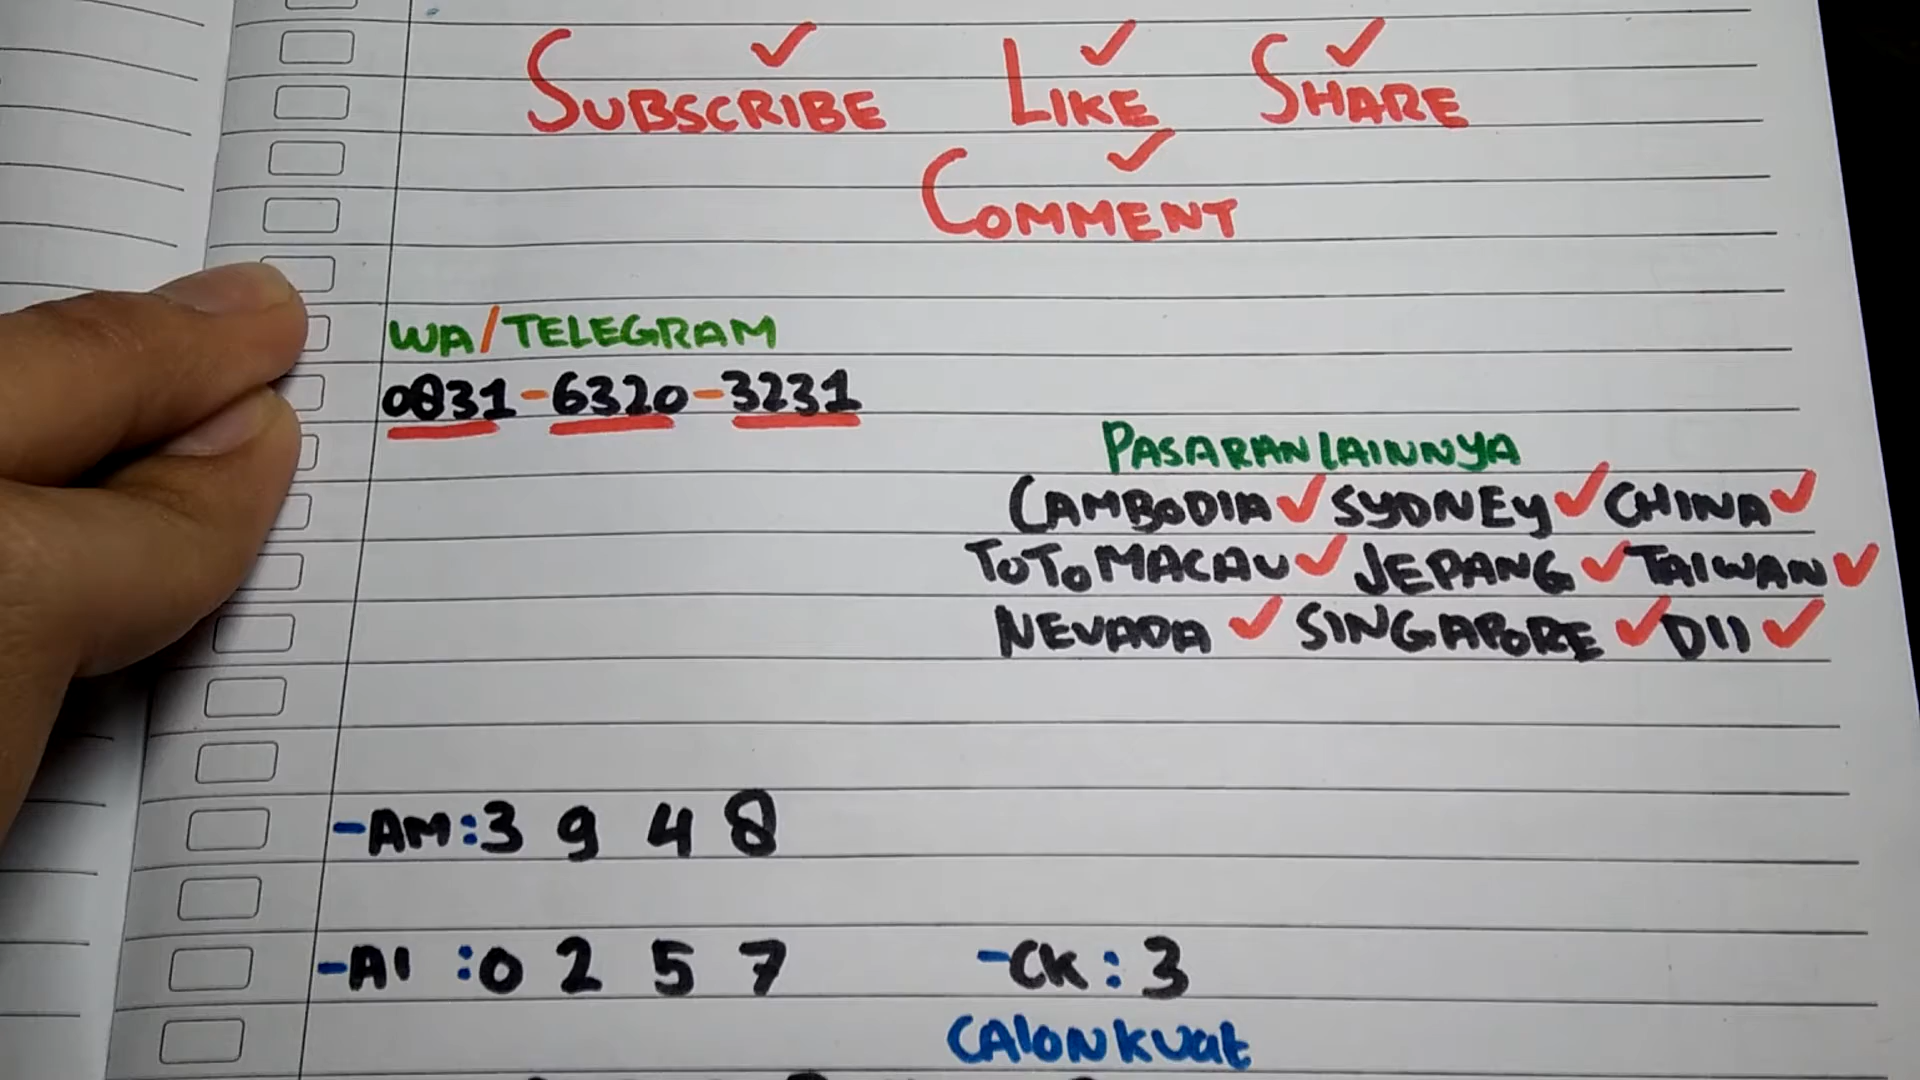 SUBSCRIBE LIKE SHARE
COMMENT
WA/TELEGRAM
0831-6320-3231
PASARAN LAINNYA
CAMBODIA✓ SYDNEY✓ CHINA✓
TOTO MACAU✓ JEPANG✓ TAIWAN✓
NEVADA✓ SINGAPORE✓ DII✓
-AM:3 9 4 8
-AI :0 2 5 7 -CK:3
CALON KUAt